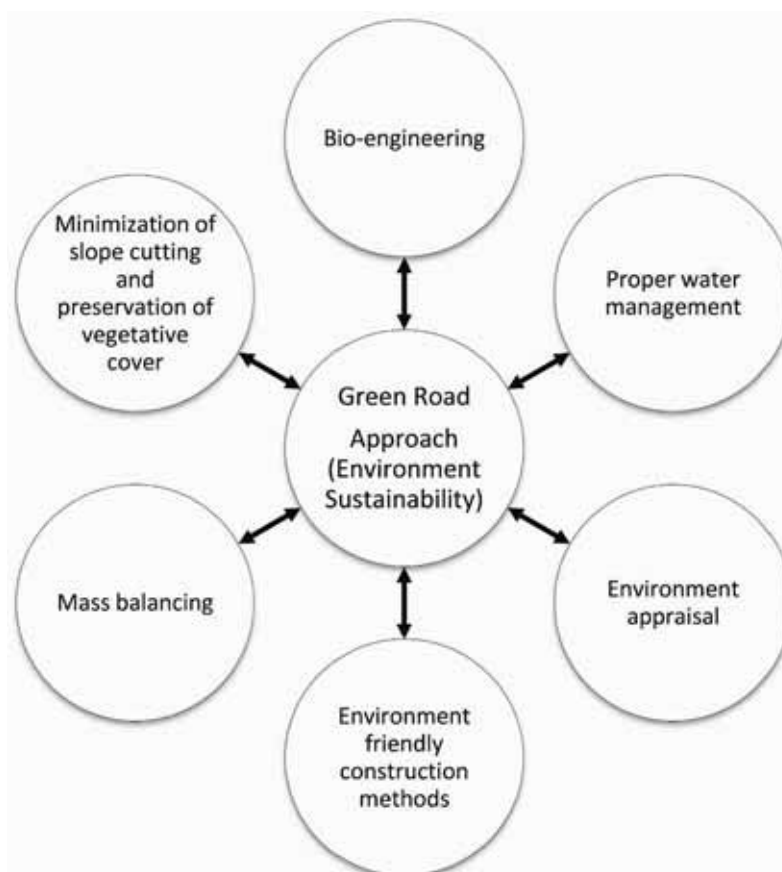 Bio-engineering
Minimization of
slope cutting
and
preservation of
vegetative
cover
Proper water
management
Green Road
Approach
(Environment
Sustainability)
Mass balancing
Environment
appraisal
Environment
friendly
construction
methods